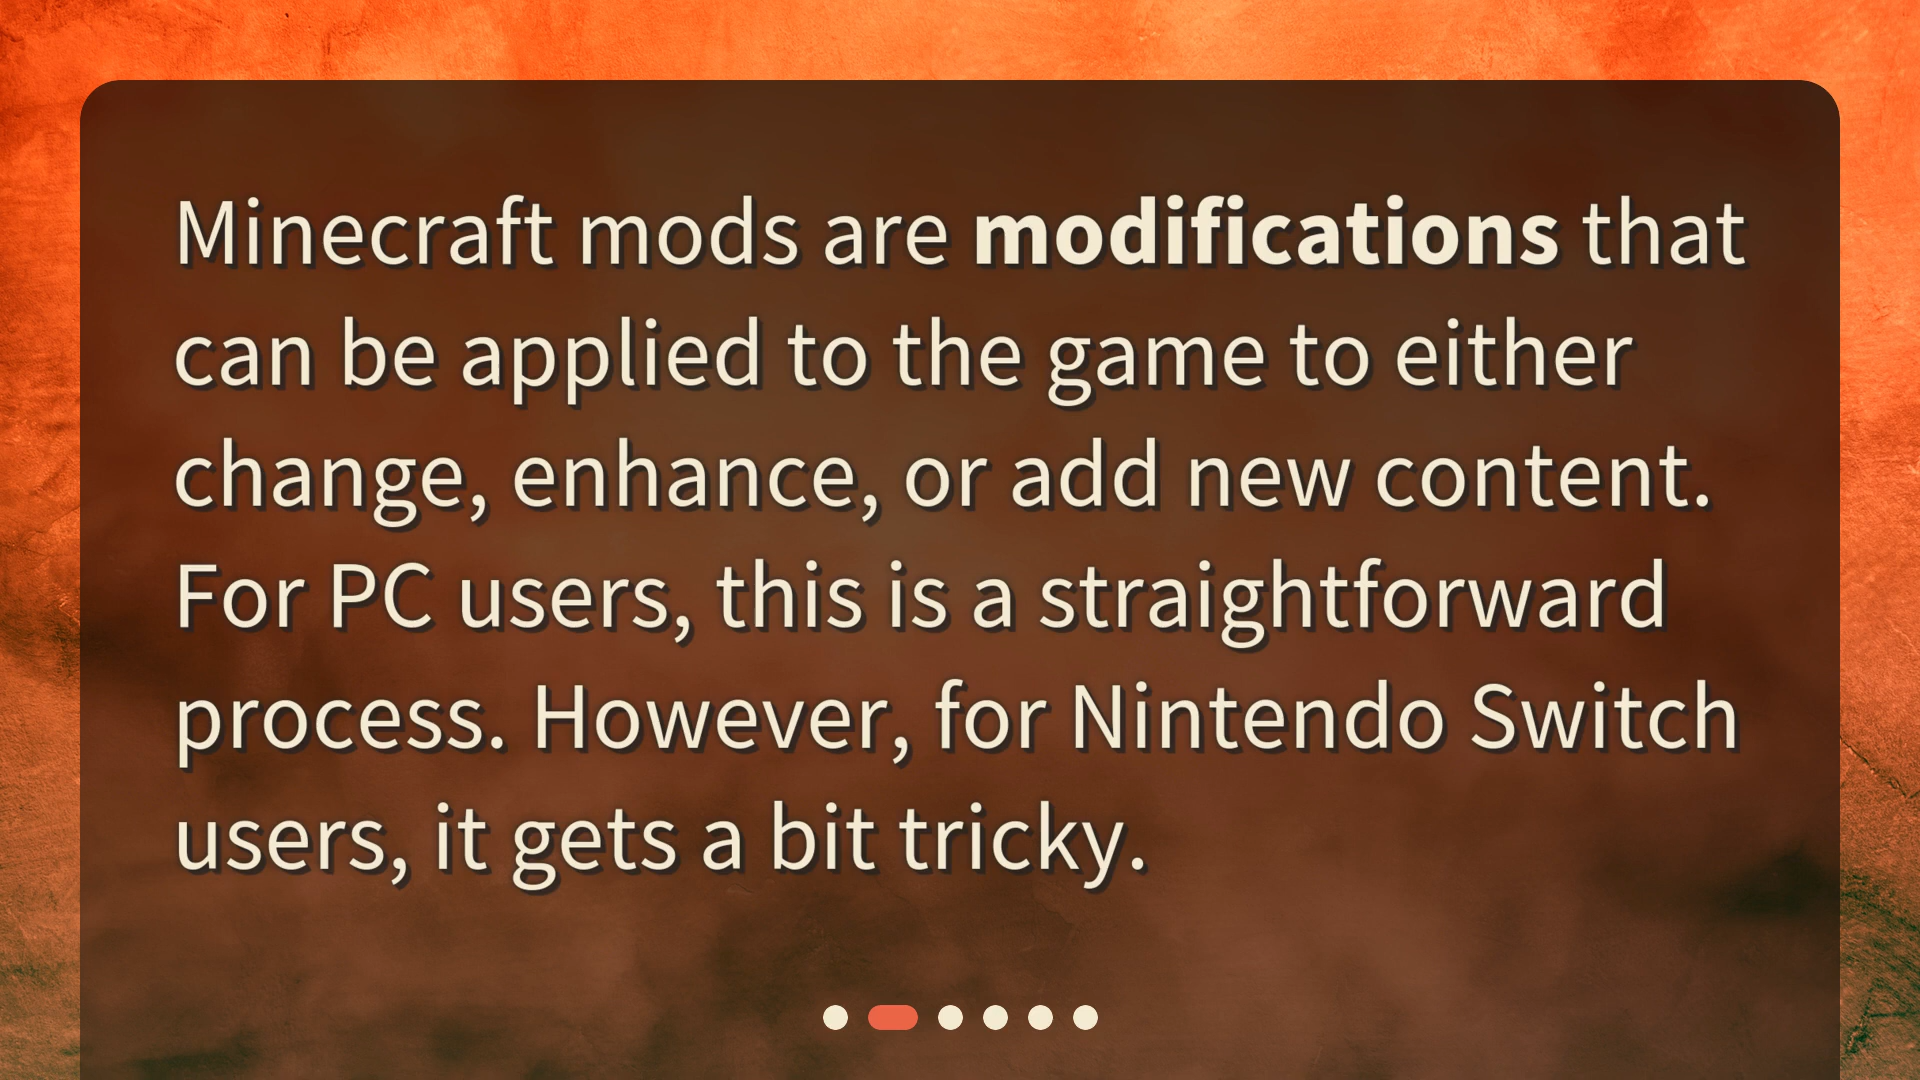 Minecraft mods are modifications that
can be applied to the game to either
change, enhance, or add new content.
For PC users, this is a straightforward
process. However, for Nintendo Switch
users, it gets a bit tricky.